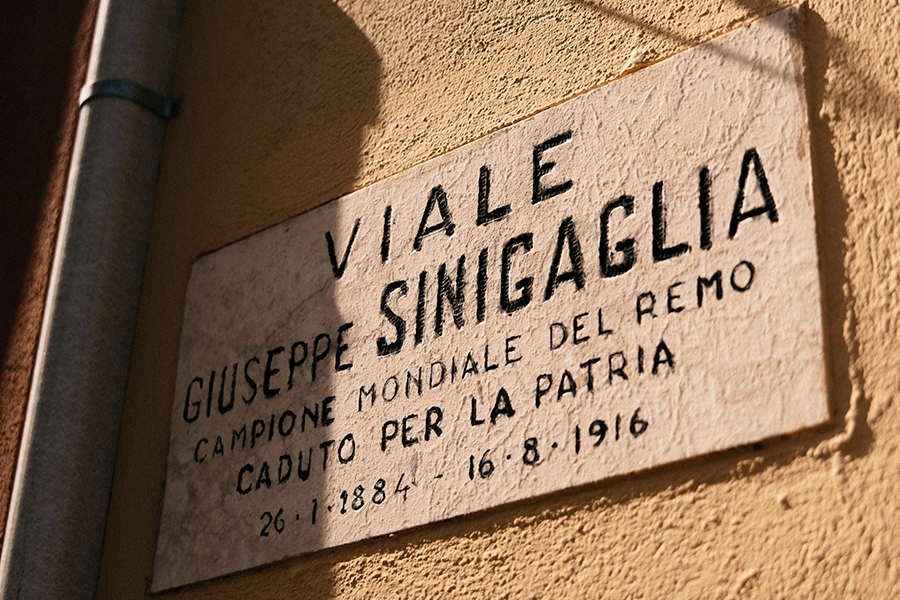 VIALE
GIUSEPPE SINIGAGLIA
CAMPIONE MONDIALE DEL REMO
CADUTO PER LA PATRIA
26·1·1884 - 16·8·1916